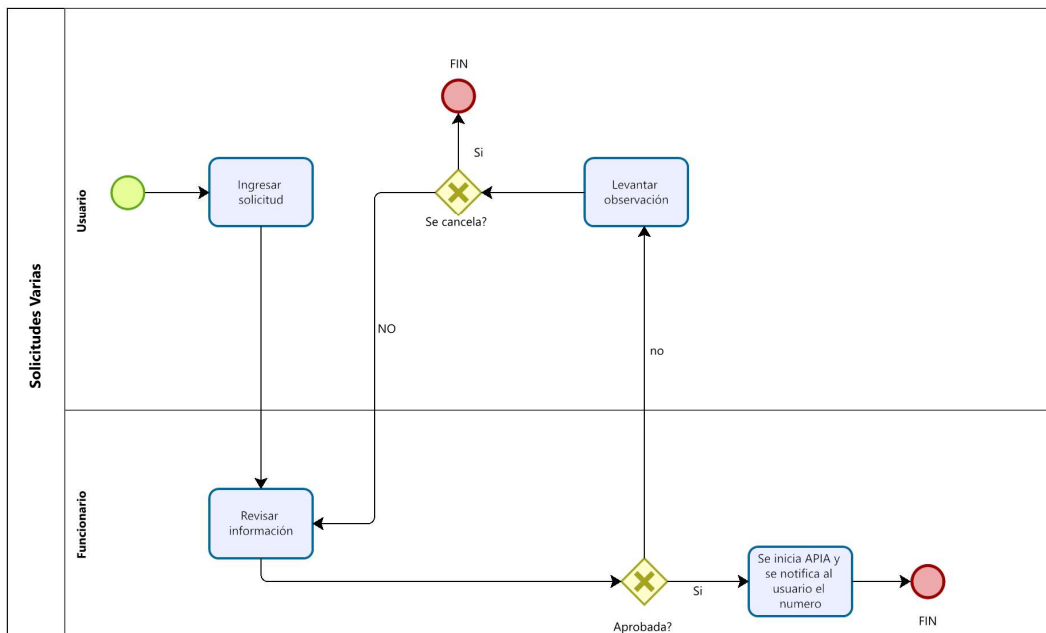 Solicitudes Varias
Usuario
FIN
Si
Ingresar
solicitud
Se cancela?
Levantar
observación
NO
no
Funcionario
Revisar
información
Aprobada?
Si
Se inicia APIA y
se notifica al
usuario el
numero
FIN